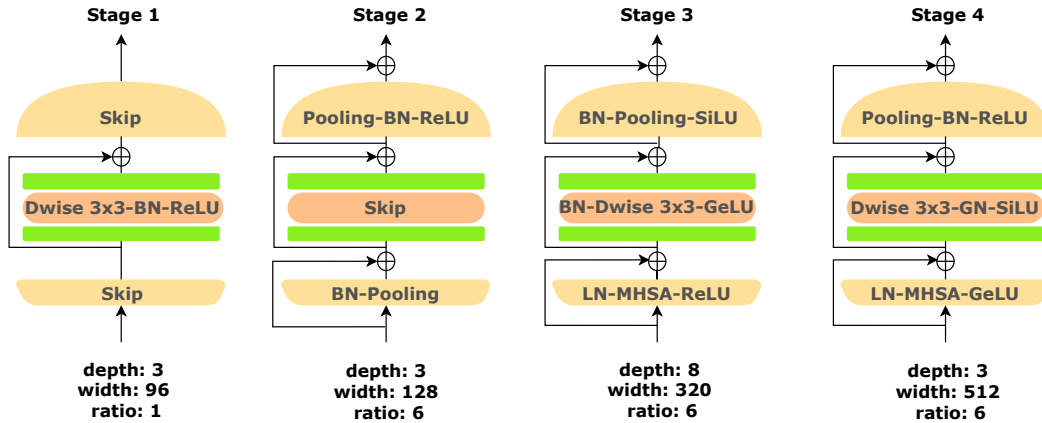 Stage 1
Skip
Dwise 3x3-BN-ReLU
Skip
depth: 3
width: 96
ratio: 1
Stage 2
Pooling-BN-ReLU
Skip
BN-Pooling
depth: 3
width: 128
ratio: 6
Stage 3
BN-Pooling-SiLU
BN-Dwise 3x3-GeLU
LN-MHSA-ReLU
depth: 8
width: 320
ratio: 6
Stage 4
Pooling-BN-ReLU
Dwise 3x3-GN-SiLU
LN-MHSA-GeLU
depth: 3
width: 512
ratio: 6